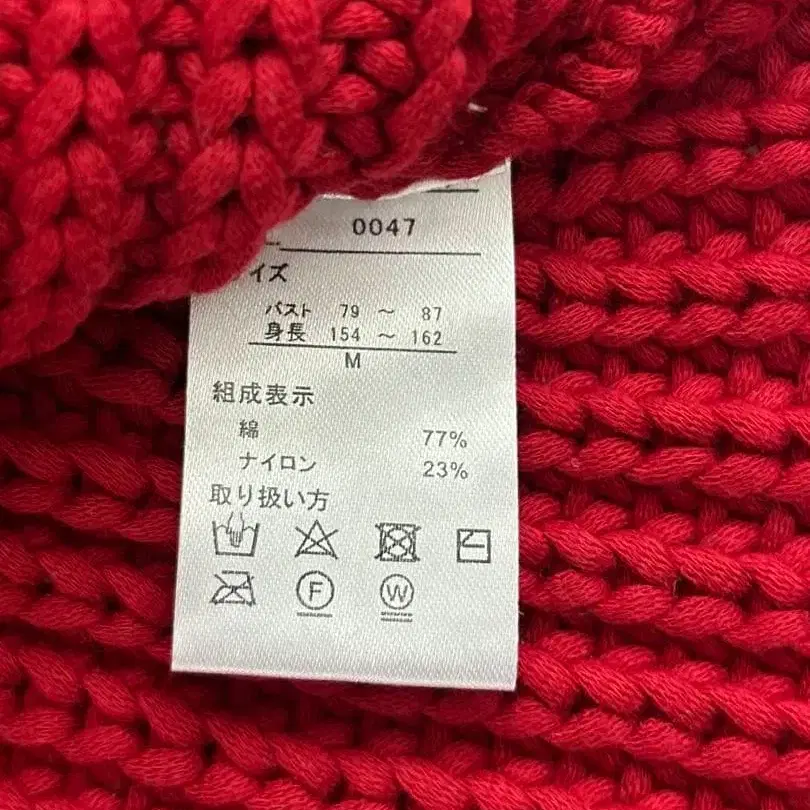 0047
イズ
バスト 79 ～ 87
身長 154 ～ 162
M
組成表示
綿 77%
ナイロン 23%
取り扱い方
F W